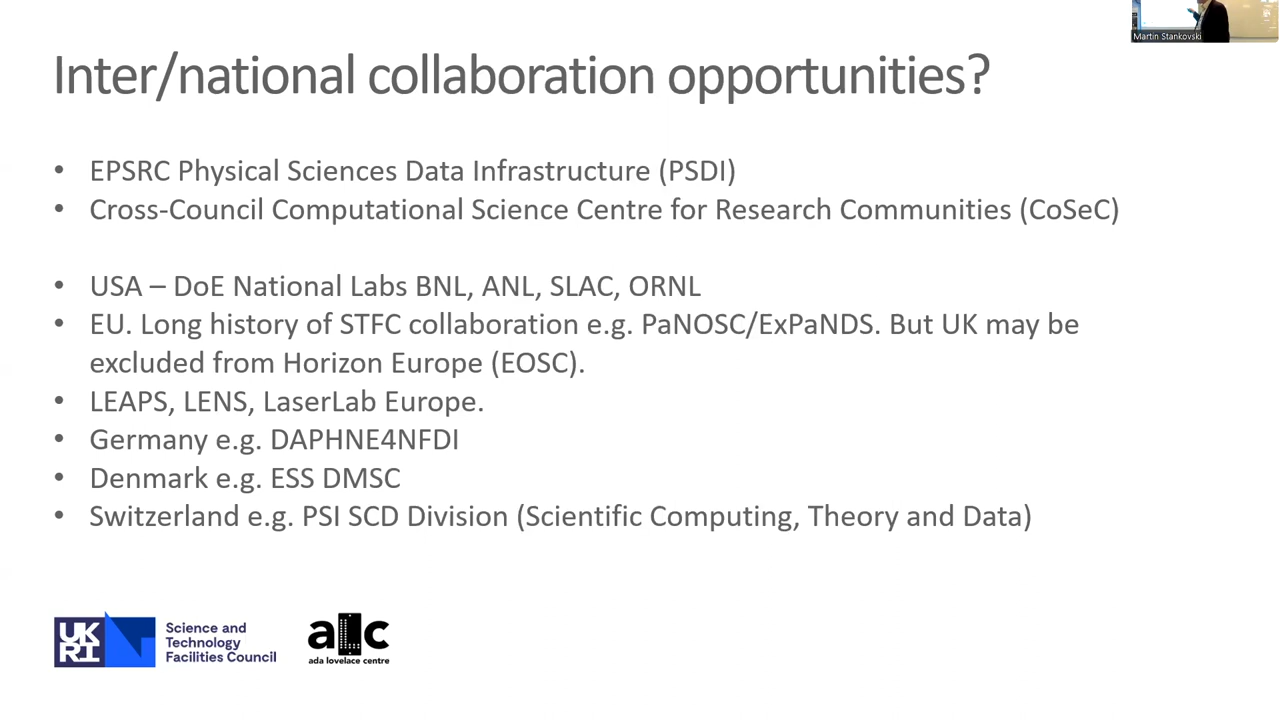 Martin Stankovski
Inter/national collaboration opportunities?
• EPSRC Physical Sciences Data Infrastructure (PSDI)
• Cross-Council Computational Science Centre for Research Communities (CoSeC)
• USA – DoE National Labs BNL, ANL, SLAC, ORNL
• EU. Long history of STFC collaboration e.g. PaNOSC/ExPaNDS. But UK may be
excluded from Horizon Europe (EOSC).
• LEAPS, LENS, LaserLab Europe.
• Germany e.g. DAPHNE4NFDI
• Denmark e.g. ESS DMSC
• Switzerland e.g. PSI SCD Division (Scientific Computing, Theory and Data)
UK
RI
Science and
Technology
Facilities Council
alc
ada lovelace centre